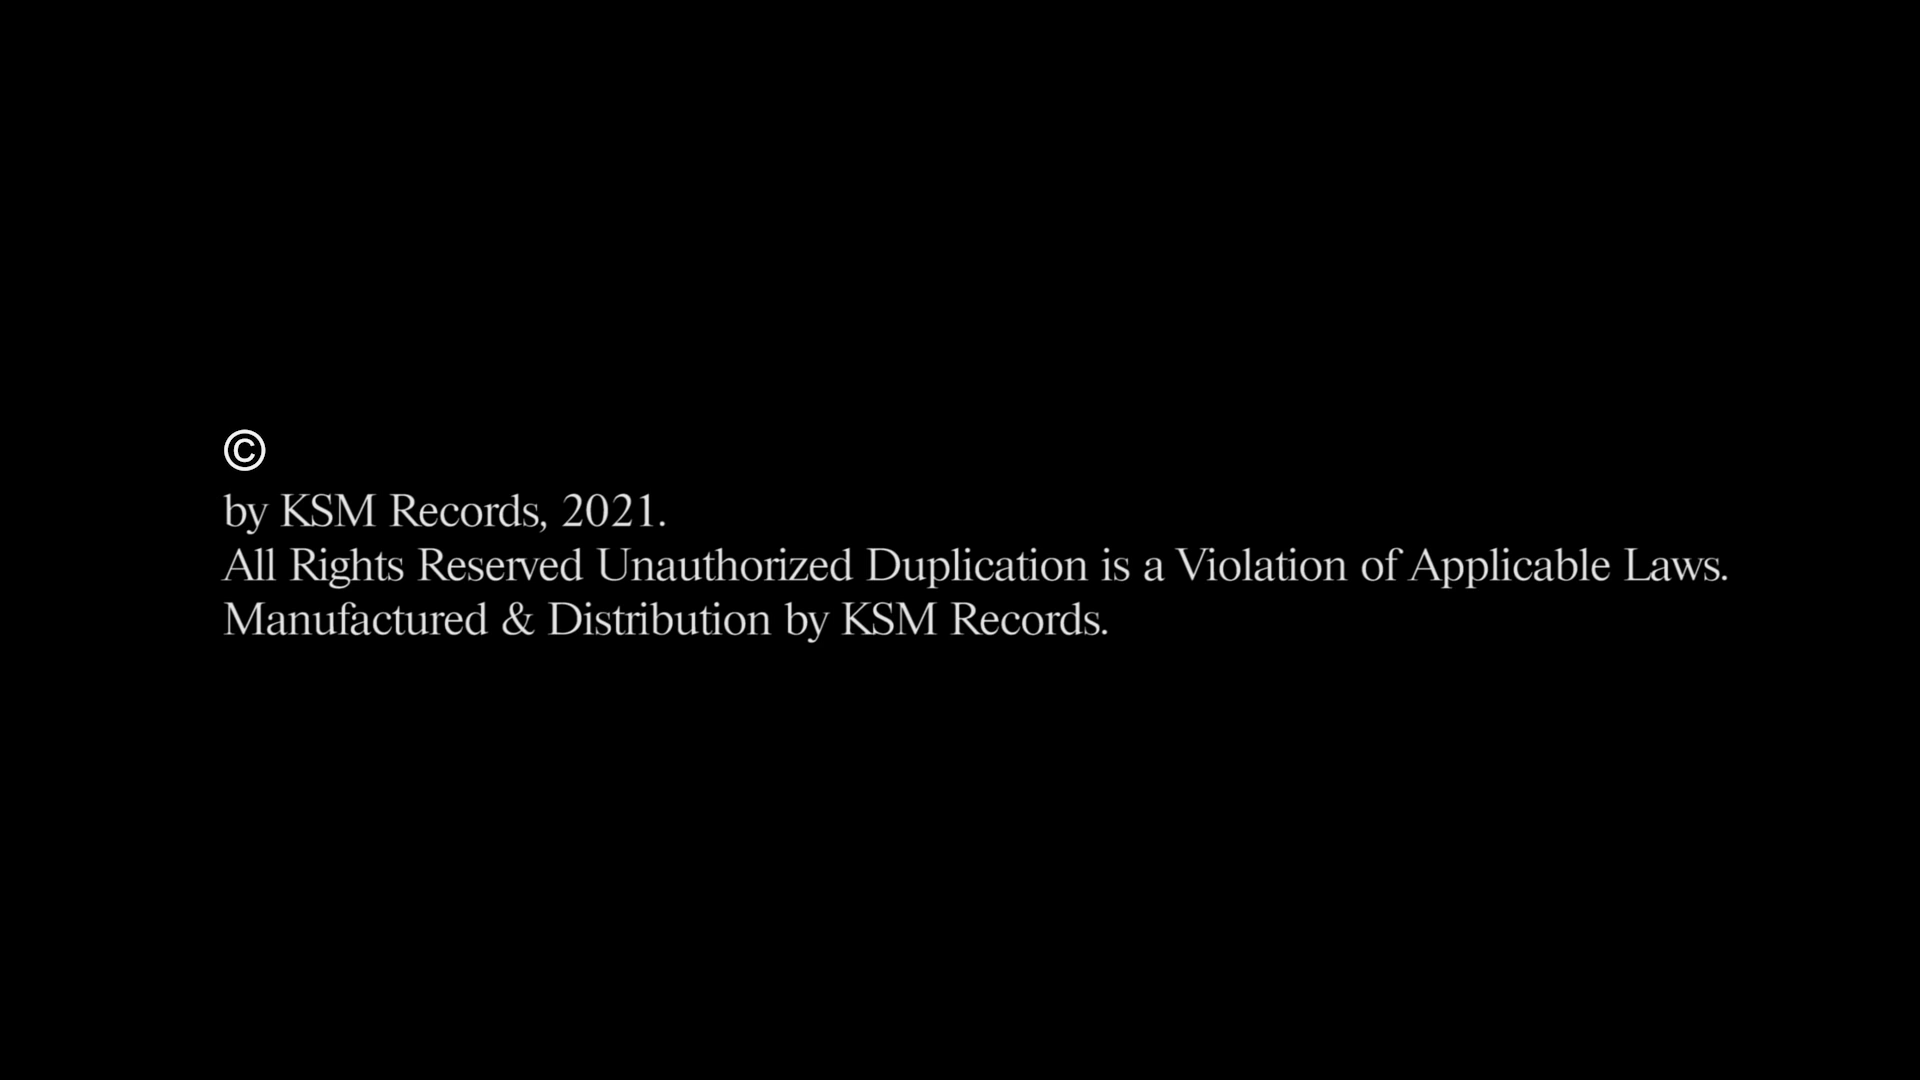 ©
by KSM Records, 2021.
All Rights Reserved Unauthorized Duplication is a Violation of Applicable Laws.
Manufactured & Distribution by KSM Records.